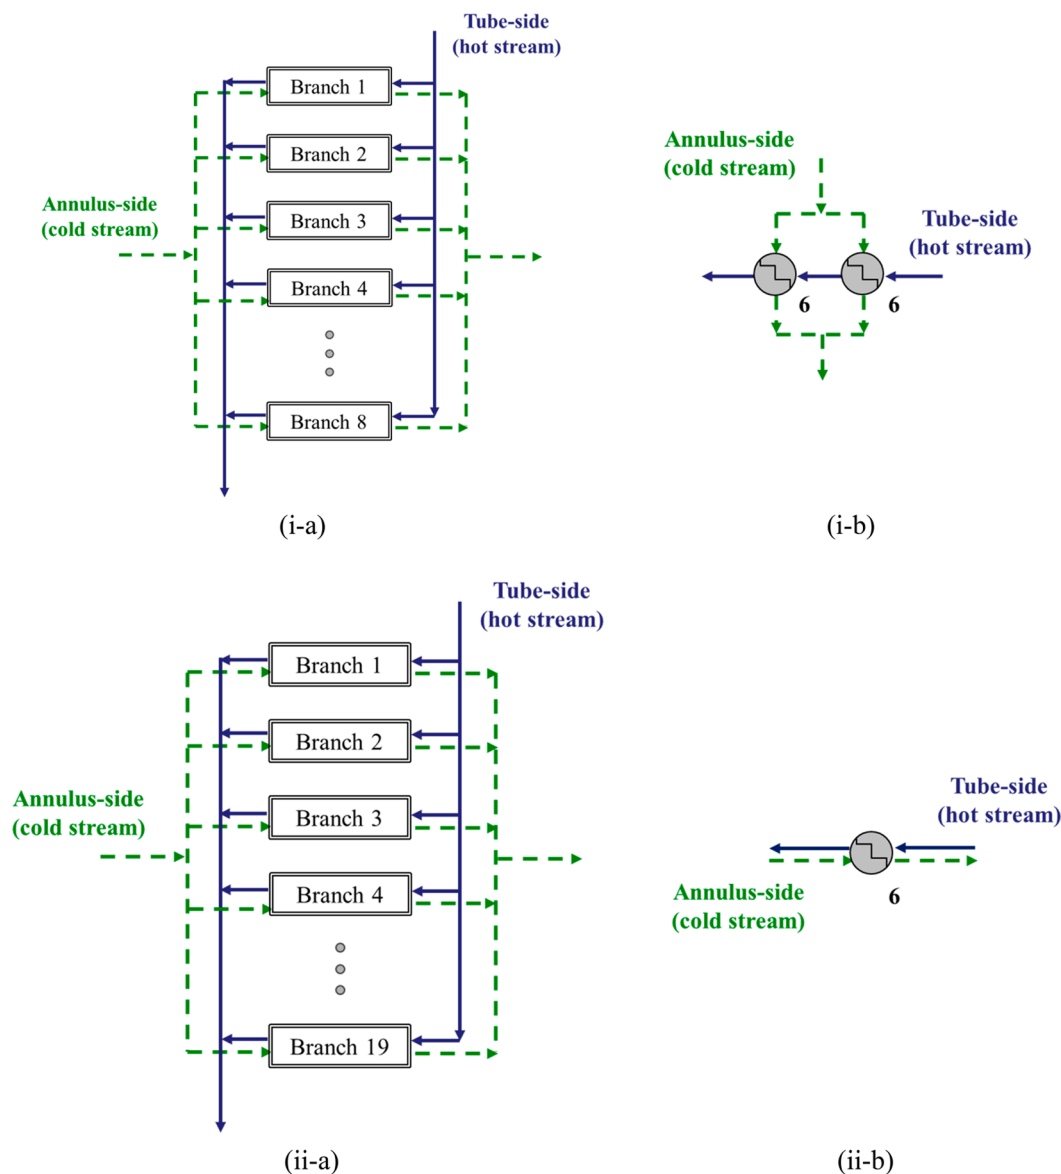 Tube-side
(hot stream)
Branch 1
Branch 2
Branch 3
Annulus-side
(cold stream)
Branch 4
Branch 8
(i-a)
Annulus-side
(cold stream)
Tube-side
(hot stream)
6
6
(i-b)
Tube-side
(hot stream)
Branch 1
Branch 2
Annulus-side
(cold stream)
Branch 3
Branch 4
Branch 19
(ii-a)
Tube-side
(hot stream)
Annulus-side
(cold stream)
6
(ii-b)